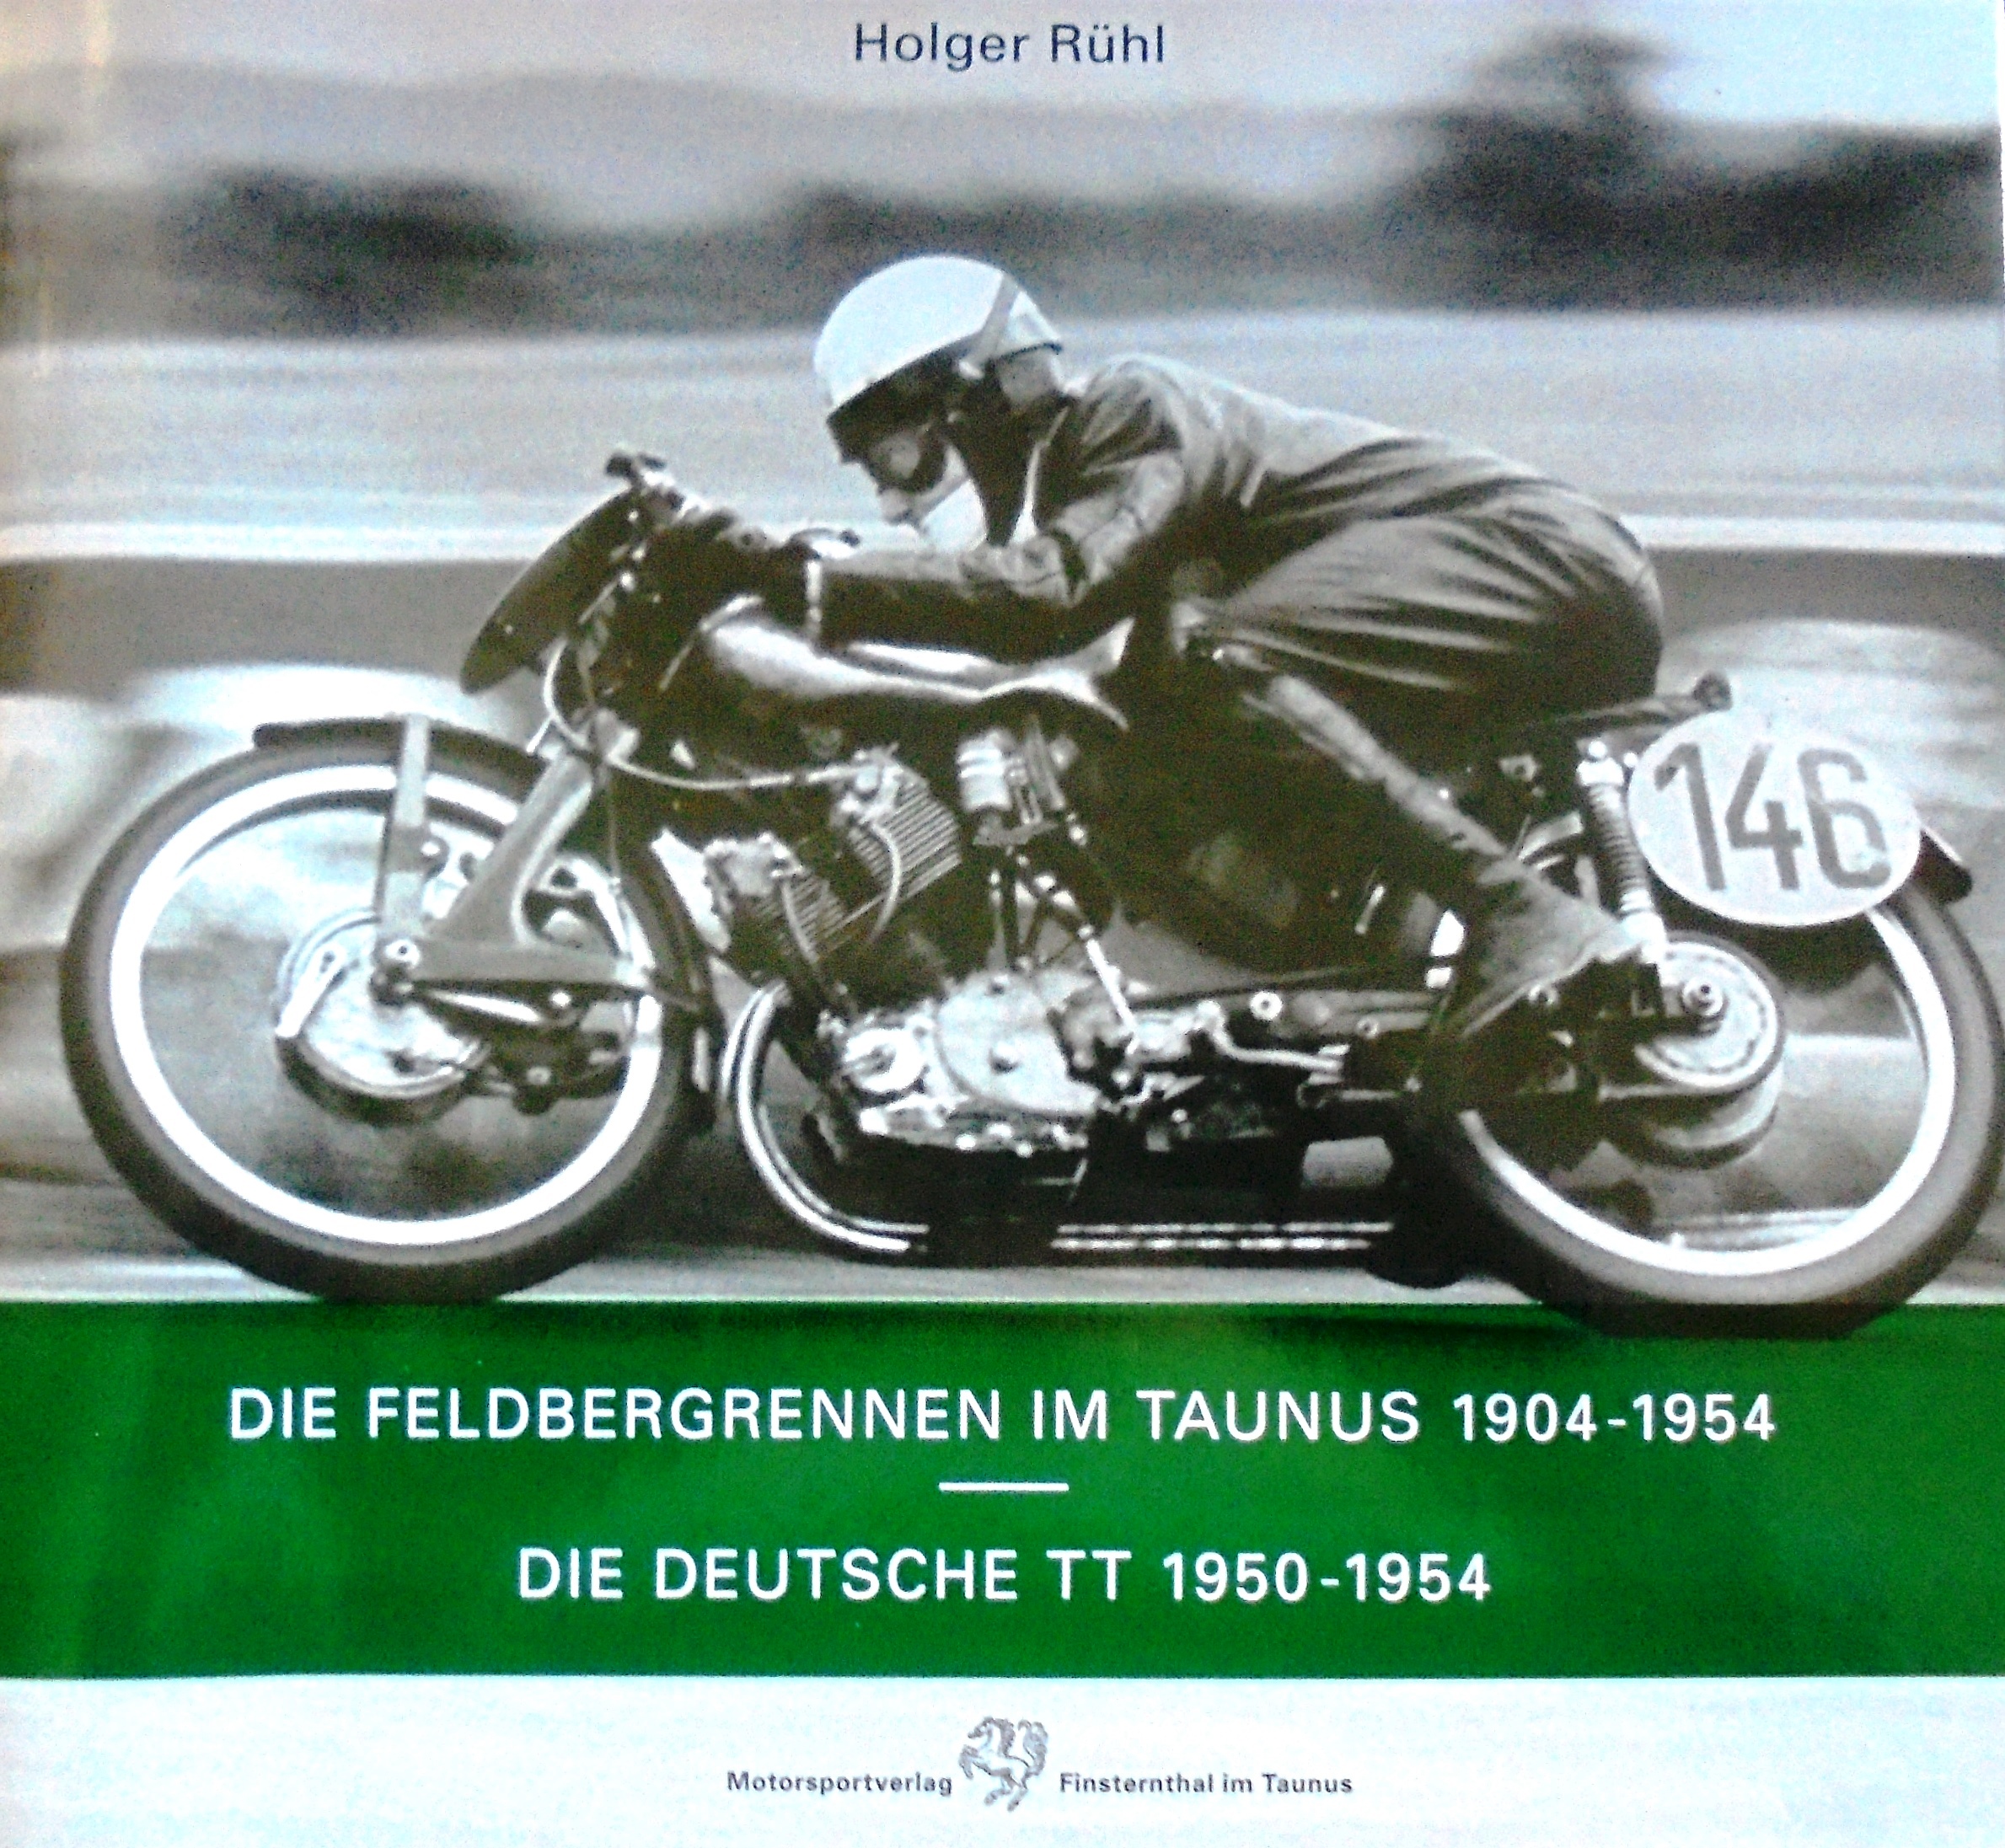 Holger Rühl
146
DIE FELDBERGRENNEN IM TAUNUS 1904-1954
DIE DEUTSCHE TT 1950-1954
Motorsportverlag Finsternthal im Taunus